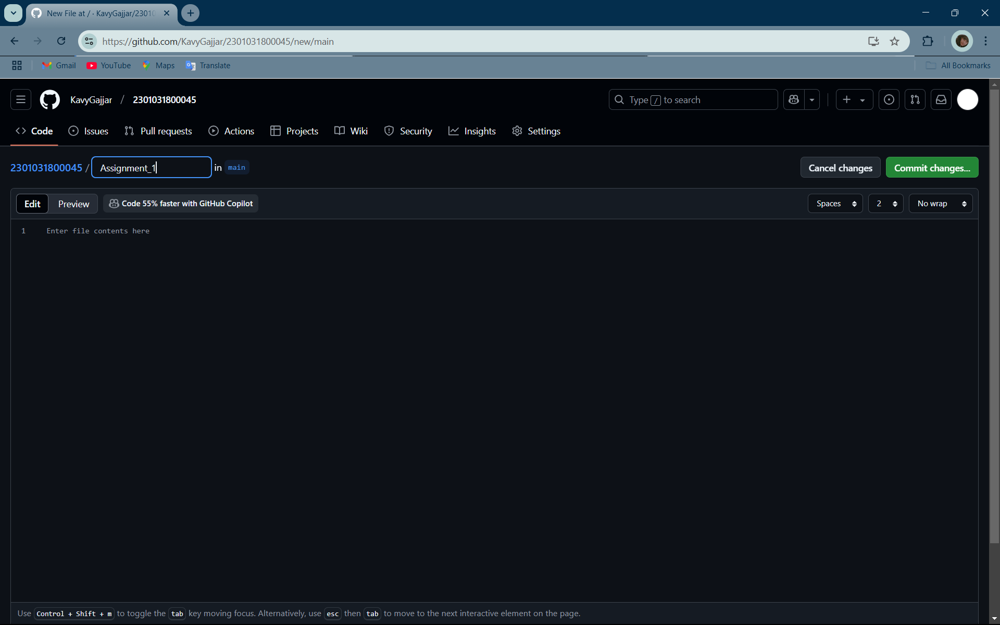 New File at / · KavyGajjar/23010
https://github.com/KavyGajjar/2301031800045/new/main
Gmail YouTube Maps Translate All Bookmarks
KavyGajjar / 2301031800045 Type / to search
Code Issues Pull requests Actions Projects Wiki Security Insights Settings
2301031800045 / Assignment_1 in main Cancel changes Commit changes...
Edit Preview Code 55% faster with GitHub Copilot Spaces 2 No wrap
1 Enter file contents here
Use Control + Shift + m to toggle the tab key moving focus. Alternatively, use esc then tab to move to the next interactive element on the page.